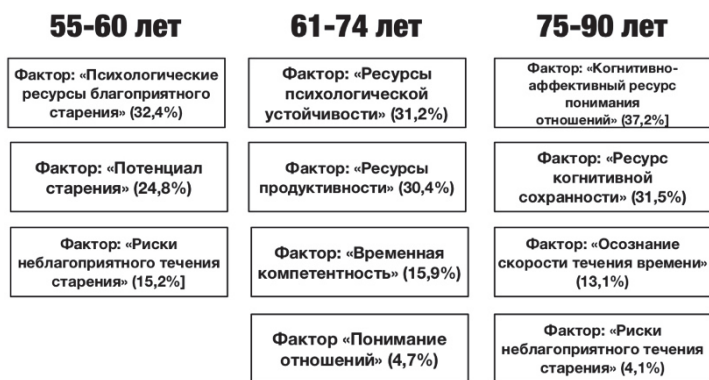 55-60 лет
Фактор: «Психологические
ресурсы благоприятного
старения» (32,4%)
Фактор: «Потенциал
старения» (24,8%)
Фактор: «Риски
неблагоприятного течения
старения» (15,2%]
61-74 лет
Фактор: «Ресурсы
психологической
устойчивости» (31,2%)
Фактор: «Ресурсы
продуктивности» (30,4%)
Фактор: «Временная
компетентность» (15,9%)
Фактор «Понимание
отношений» (4,7%)
75-90 лет
Фактор: «Когнитивно-
аффективный ресурс
понимания
отношений» (37,2%]
Фактор: «Ресурс
когнитивной
сохранности» (31,5%)
Фактор: «Осознание
скорости течения времени»
(13,1%)
Фактор: «Риски
неблагоприятного течения
старения» (4,1%)